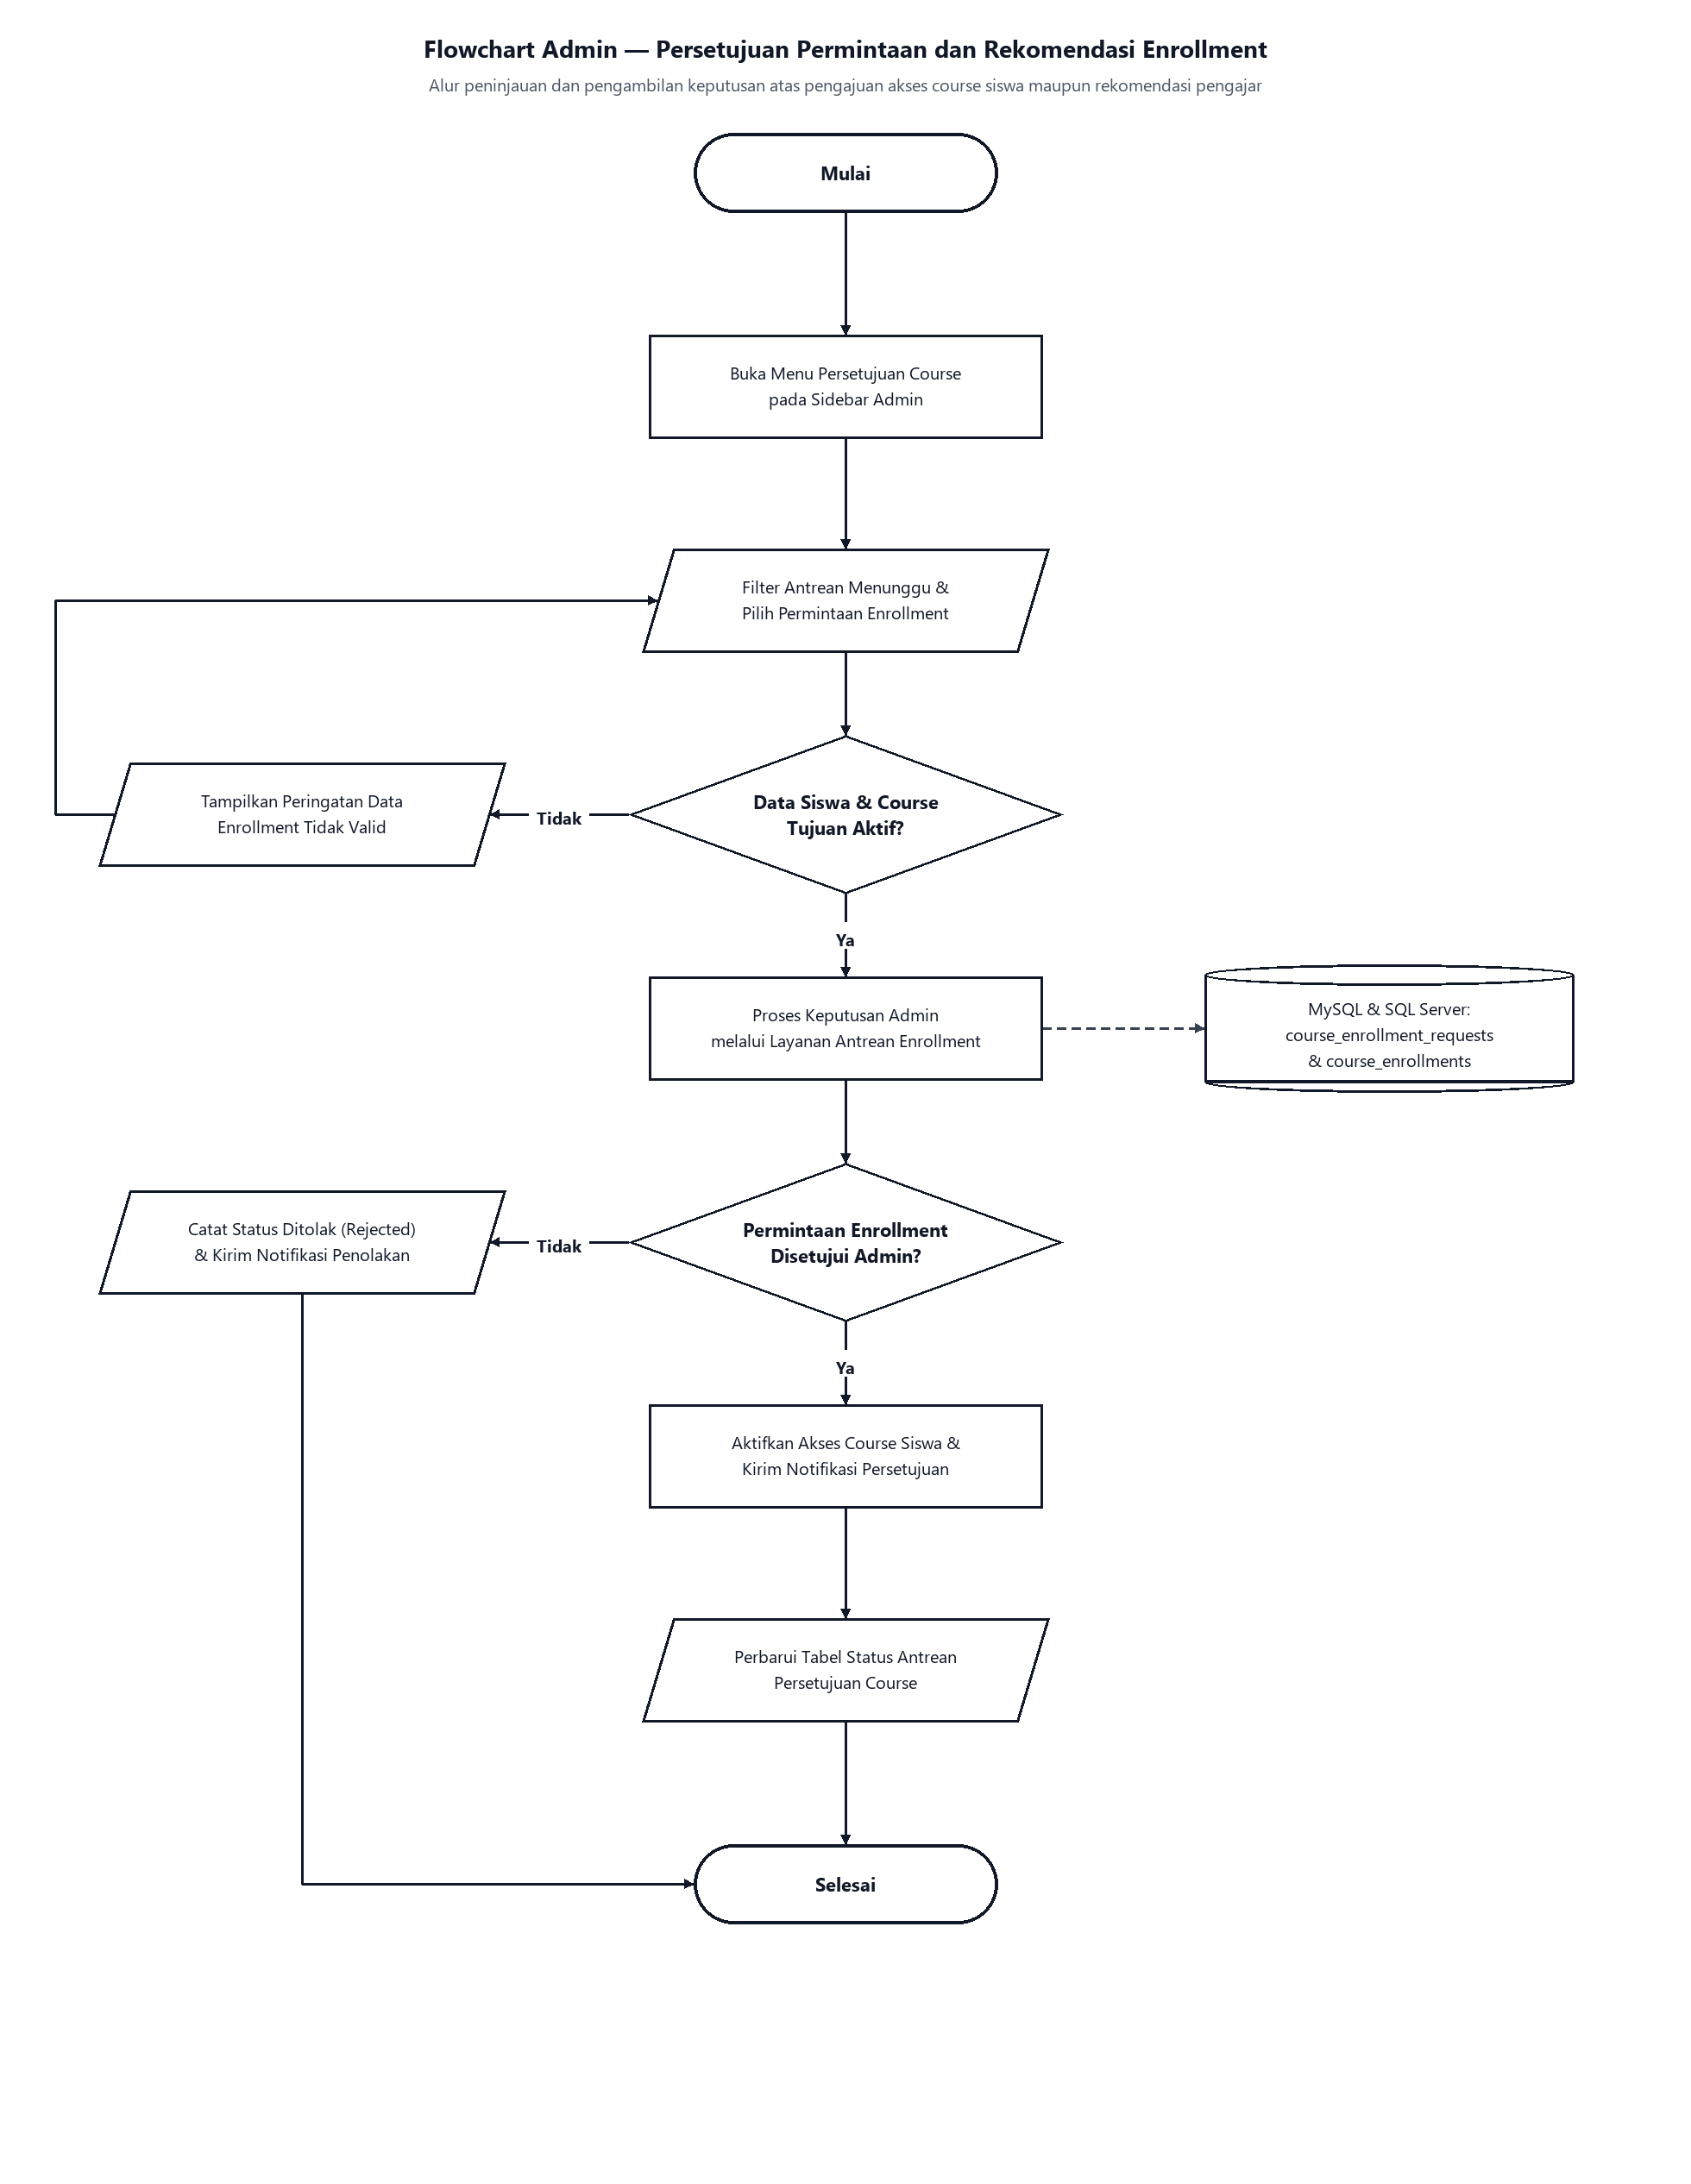 Flowchart Admin — Persetujuan Permintaan dan Rekomendasi Enrollment
Alur peninjauan dan pengambilan keputusan atas pengajuan akses course siswa maupun rekomendasi pengajar
Mulai
Buka Menu Persetujuan Course
pada Sidebar Admin
Filter Antrean Menunggu &
Pilih Permintaan Enrollment
Tampilkan Peringatan Data
Enrollment Tidak Valid
Tidak
Data Siswa & Course
Tujuan Aktif?
Ya
Proses Keputusan Admin
melalui Layanan Antrean Enrollment
MySQL & SQL Server:
course_enrollment_requests
& course_enrollments
Catat Status Ditolak (Rejected)
& Kirim Notifikasi Penolakan
Tidak
Permintaan Enrollment
Disetujui Admin?
Ya
Aktifkan Akses Course Siswa &
Kirim Notifikasi Persetujuan
Perbarui Tabel Status Antrean
Persetujuan Course
Selesai